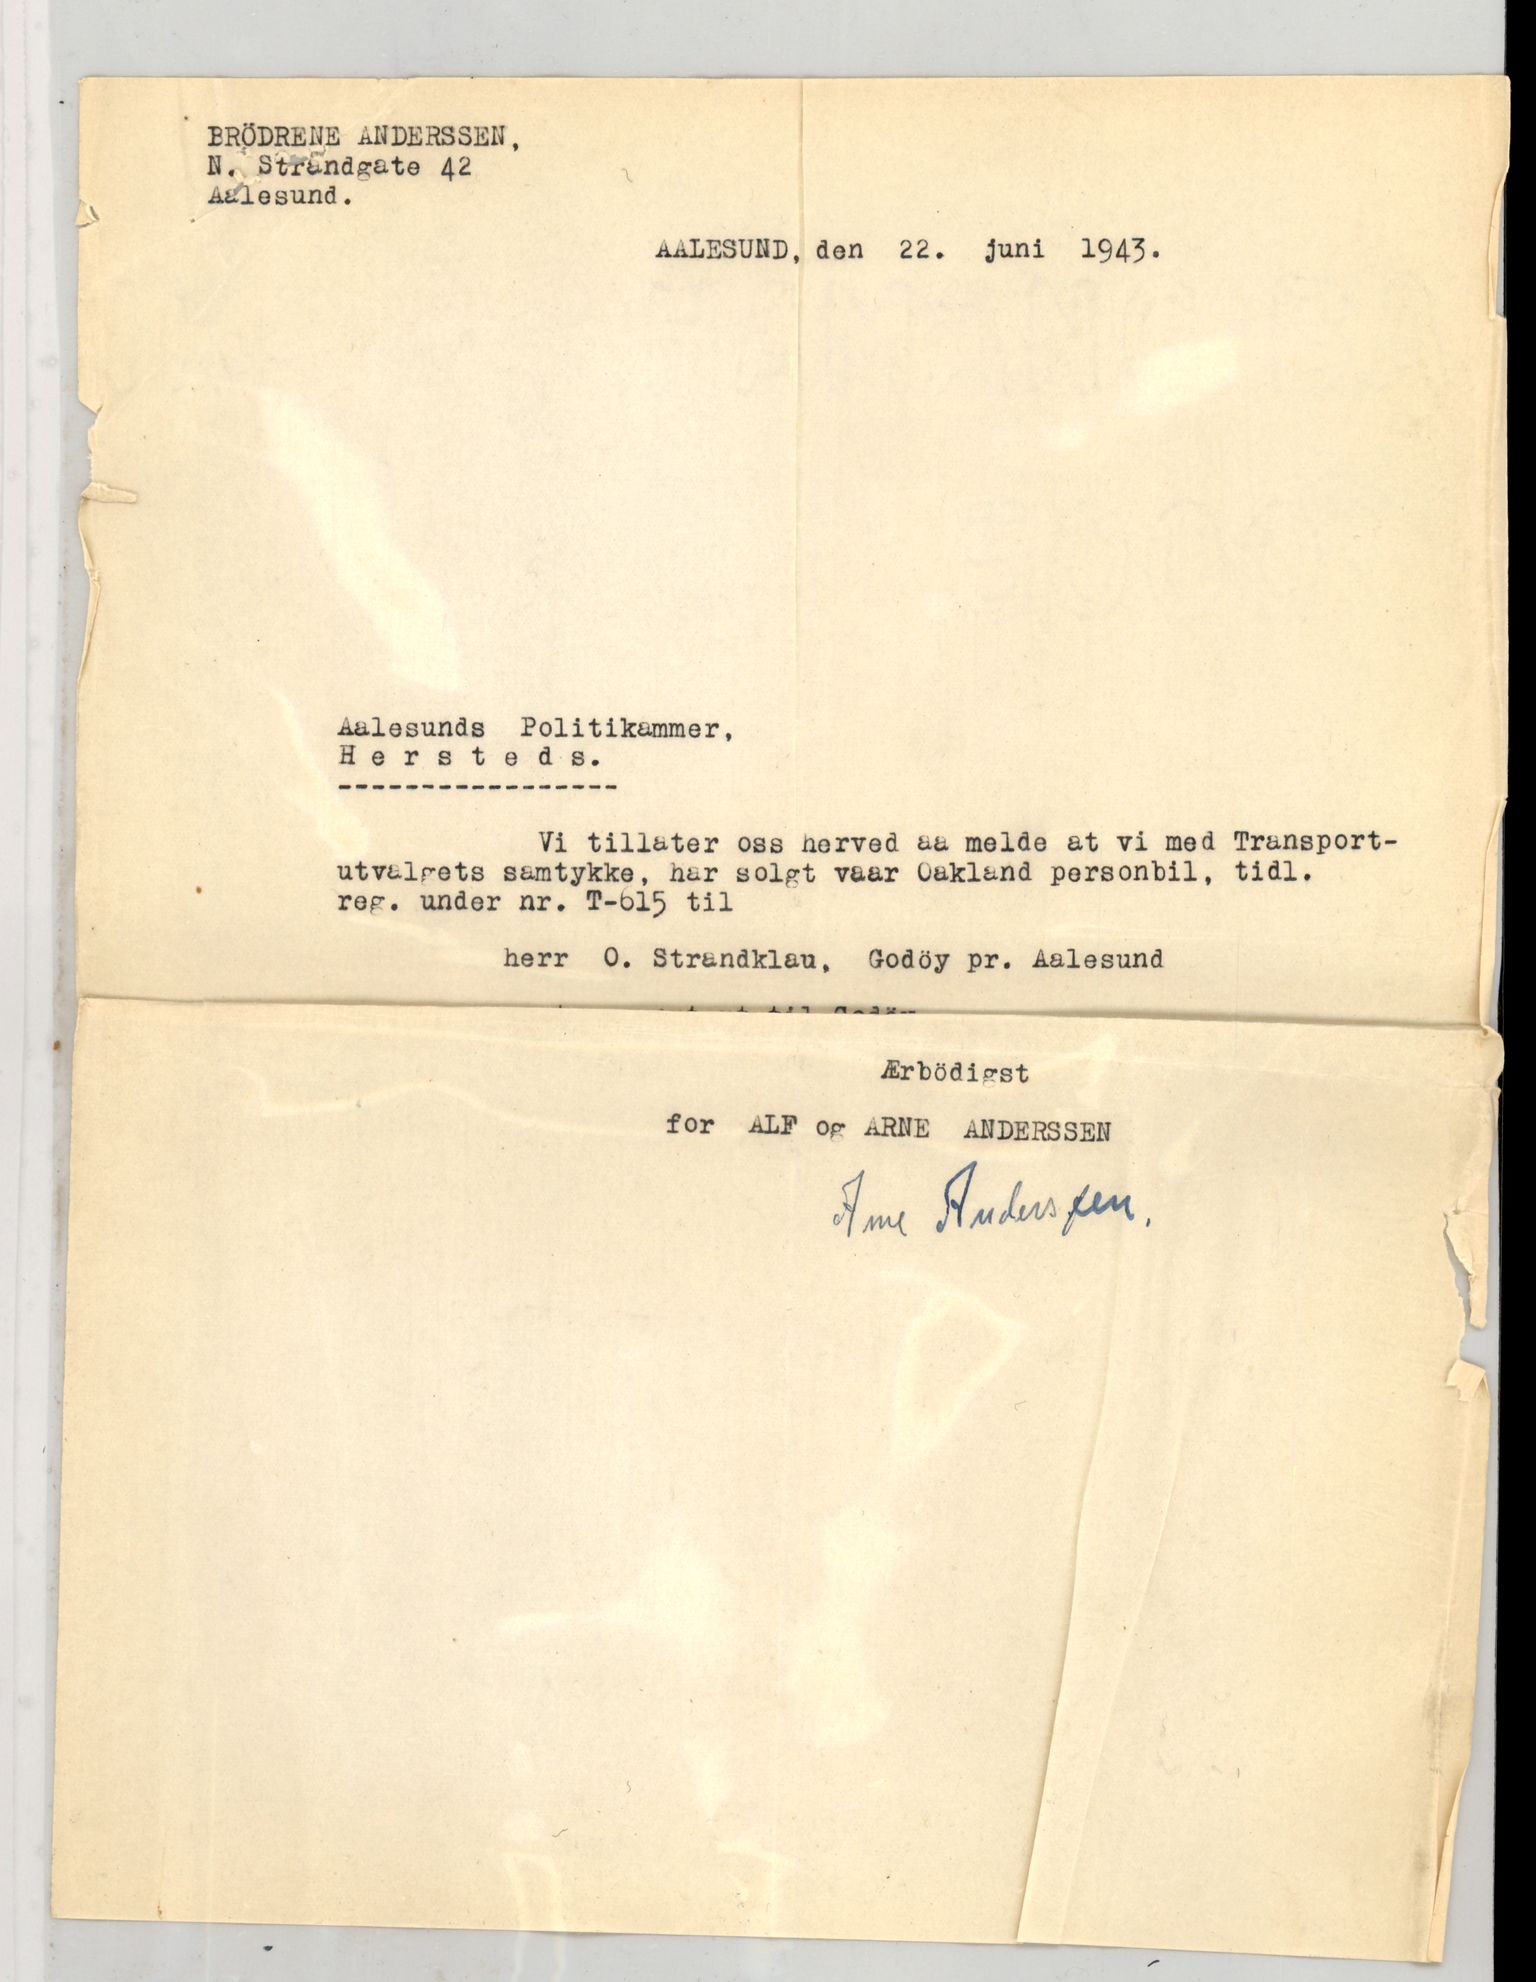 BRÖDRENE ANDERSSEN,
N. Strandgate 42
Aalesund.
AALESUND, den 22. juni 1943.
Aalesunds Politikammer,
H e r s t e d s.
-----------------
Vi tillater oss herved aa melde at vi med Transport-
utvalgets samtykke, har solgt vaar Oakland personbil, tidl.
reg. under nr. T-615 til
herr O. Strandklau, Godöy pr. Aalesund
til Godöy
Ærbödigst
for ALF og ARNE ANDERSSEN
Arne Anderssen.